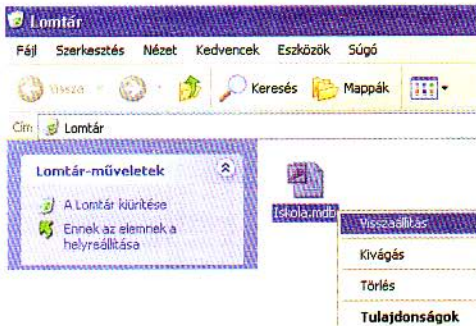 Lomtár
Fájl Szerkesztés Nézet Kedvencek Eszközök Súgó
Vissza Keresés Mappák
Cím: Lomtár
Lomtár-műveletek
A Lomtár kiürítése
Ennek az elemnek a
helyreállítása
Iskola.mdb
Visszaállítás
Kivágás
Törlés
Tulajdonságok